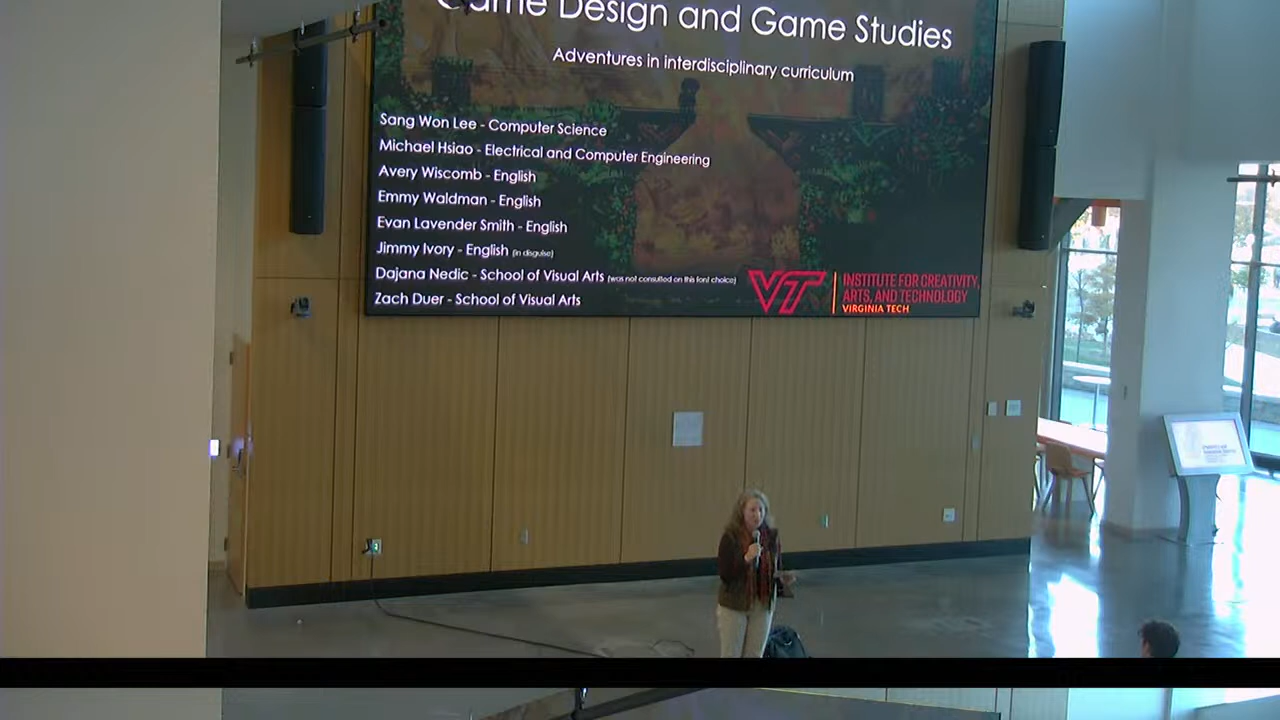 Game Design and Game Studies
Adventures in interdisciplinary curriculum
Sang Won Lee - Computer Science
Michael Hsiao - Electrical and Computer Engineering
Avery Wiscomb - English
Emmy Waldman - English
Evan Lavender Smith - English
Jimmy Ivory - English (in disguise)
Dajana Nedic - School of Visual Arts (was not consulted on this font choice)
Zach Duer - School of Visual Arts
VT
INSTITUTE FOR CREATIVITY,
ARTS, AND TECHNOLOGY
VIRGINIA TECH